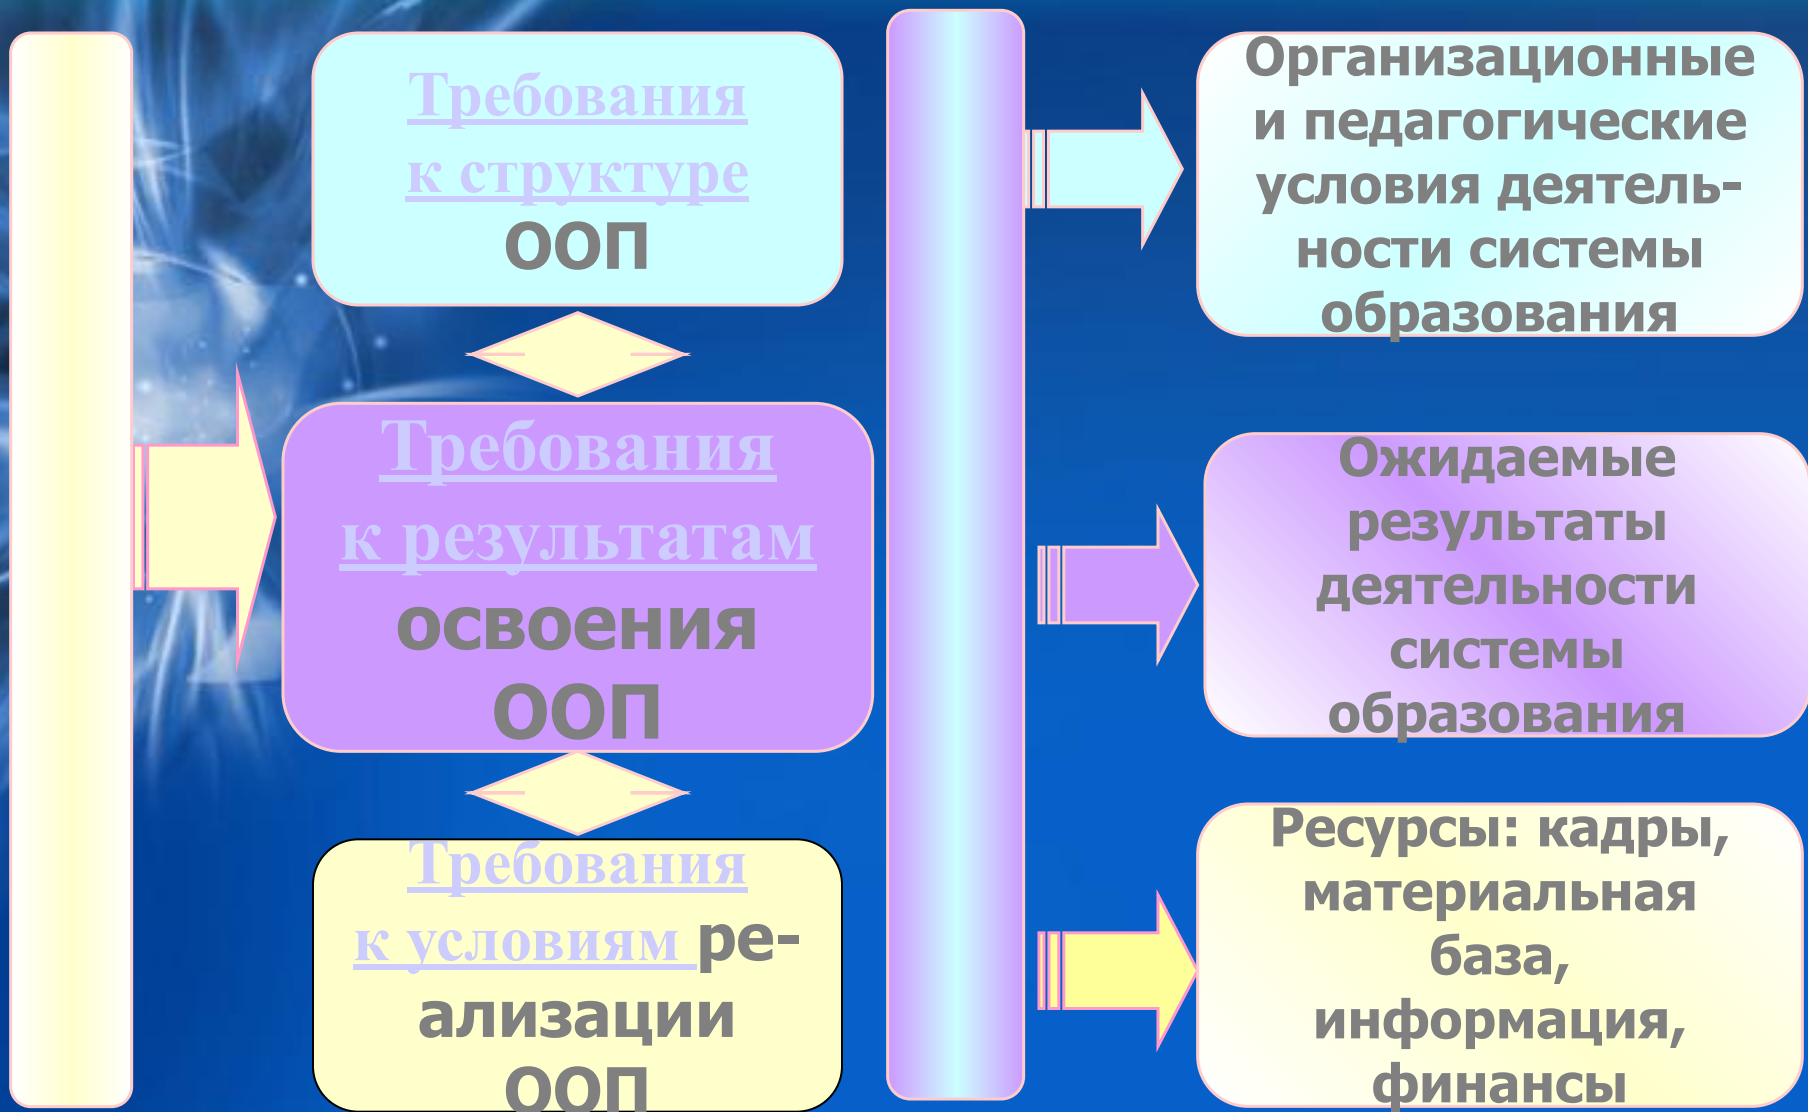 Требования
к структуре
ООП
Требования
к результатам
освоения
ООП
Требования
к условиям ре-
ализации
ООП
Организационные
и педагогические
условия деятель-
ности системы
образования
Ожидаемые
результаты
деятельности
системы
образования
Ресурсы: кадры,
материальная
база,
информация,
финансы